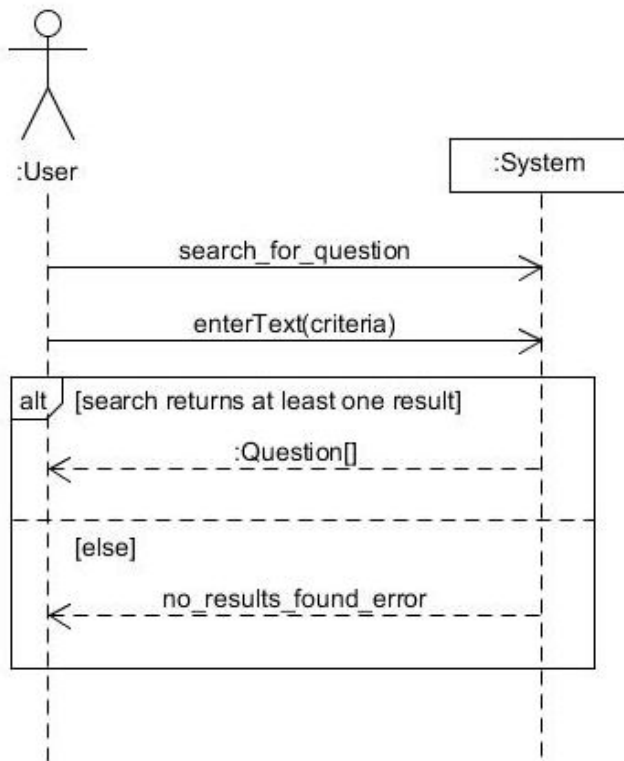 :User
:System
search_for_question
enterText(criteria)
alt
[search returns at least one result]
:Question[]
[else]
no_results_found_error